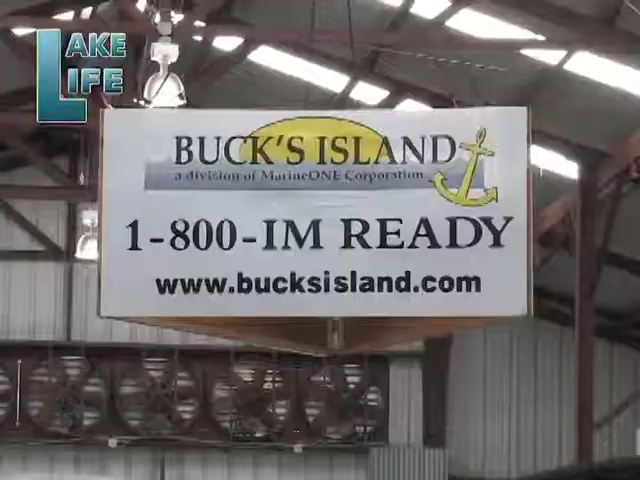 LAKE
LIFE
BUCK'S ISLAND
a division of MarineONE Corporation
1-800-IM READY
www.bucksisland.com